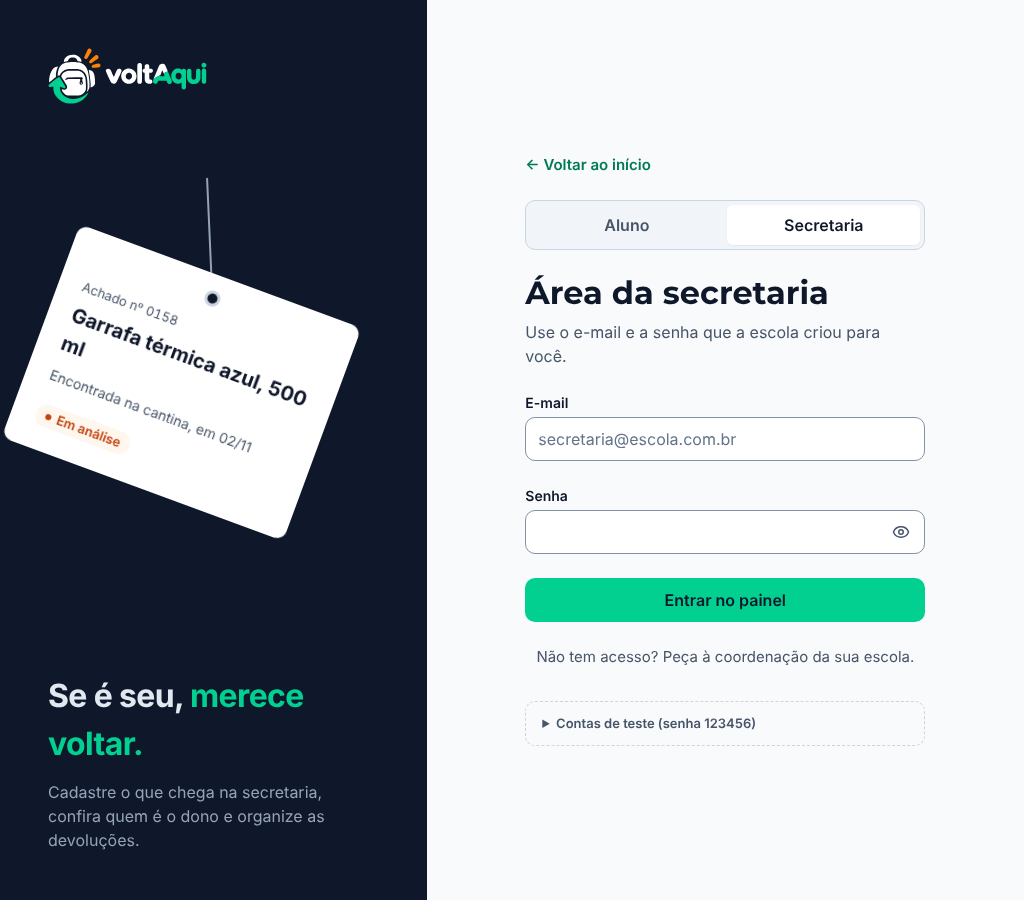 voltAqui
Achado nº 0158
Garrafa térmica azul, 500
ml
Encontrada na cantina, em 02/11
Em análise
Se é seu, merece
voltar.
Cadastre o que chega na secretaria,
confira quem é o dono e organize as
devoluções.
← Voltar ao início
Aluno
Secretaria
Área da secretaria
Use o e-mail e a senha que a escola criou para
você.
E-mail
secretaria@escola.com.br
Senha
Entrar no painel
Não tem acesso? Peça à coordenação da sua escola.
Contas de teste (senha 123456)